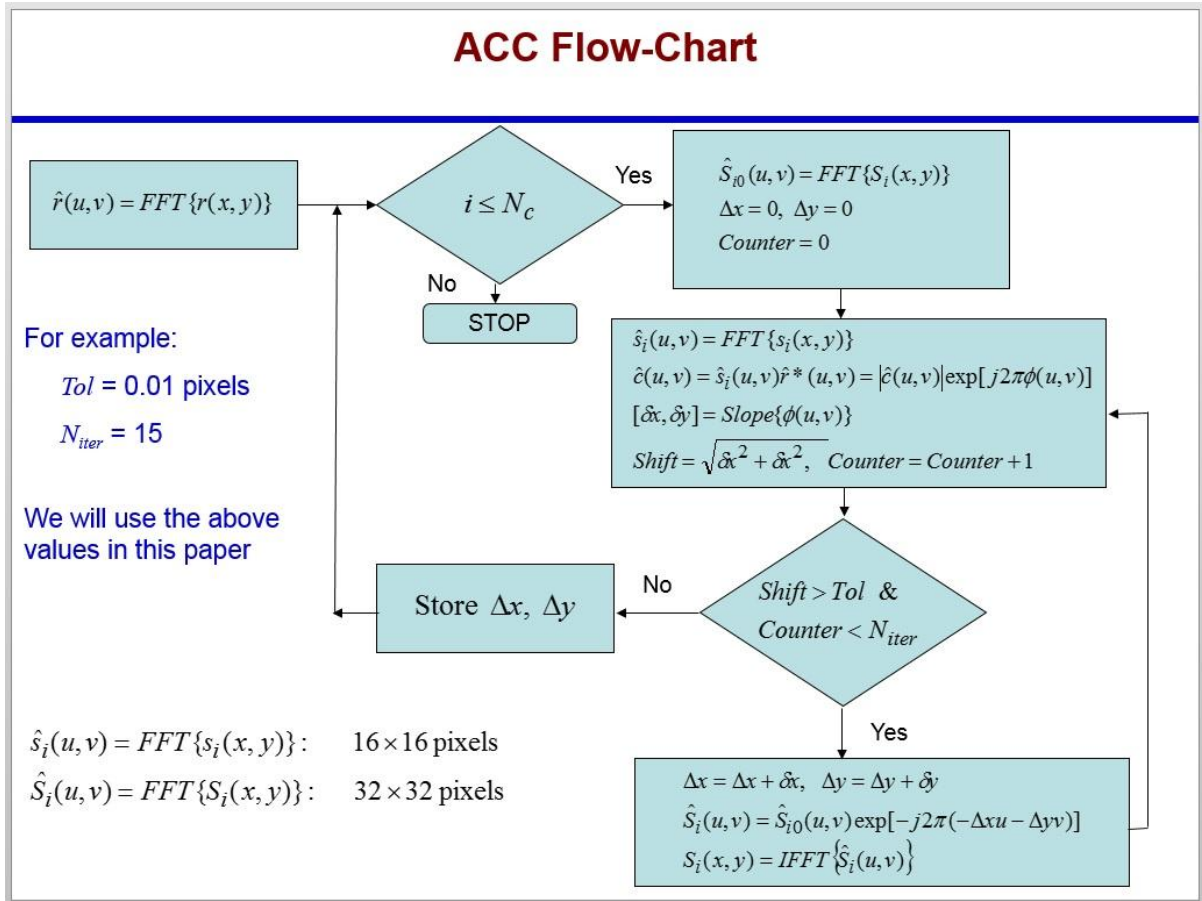 ACC Flow-Chart
r̂(u,v) = FFT{r(x,y)}
i ≤ N_c
Yes
Ŝ_i0(u,v) = FFT{S_i(x,y)}
Δx = 0, Δy = 0
Counter = 0
No
STOP
For example:
Tol = 0.01 pixels
N_iter = 15
We will use the above
values in this paper
ŝ_i(u,v) = FFT{s_i(x,y)}
ĉ(u,v) = ŝ_i(u,v)r̂*(u,v) = |ĉ(u,v)|exp[j2πϕ(u,v)]
[δx,δy] = Slope{ϕ(u,v)}
Shift = √δx² + δx², Counter = Counter + 1
Shift > Tol &
Counter < N_iter
No
Store Δx, Δy
Yes
Δx = Δx + δx, Δy = Δy + δy
Ŝ_i(u,v) = Ŝ_i0(u,v)exp[−j2π(−Δxu − Δyv)]
S_i(x,y) = IFFT{Ŝ_i(u,v)}
ŝ_i(u,v) = FFT{s_i(x,y)}: 16×16 pixels
Ŝ_i(u,v) = FFT{S_i(x,y)}: 32×32 pixels